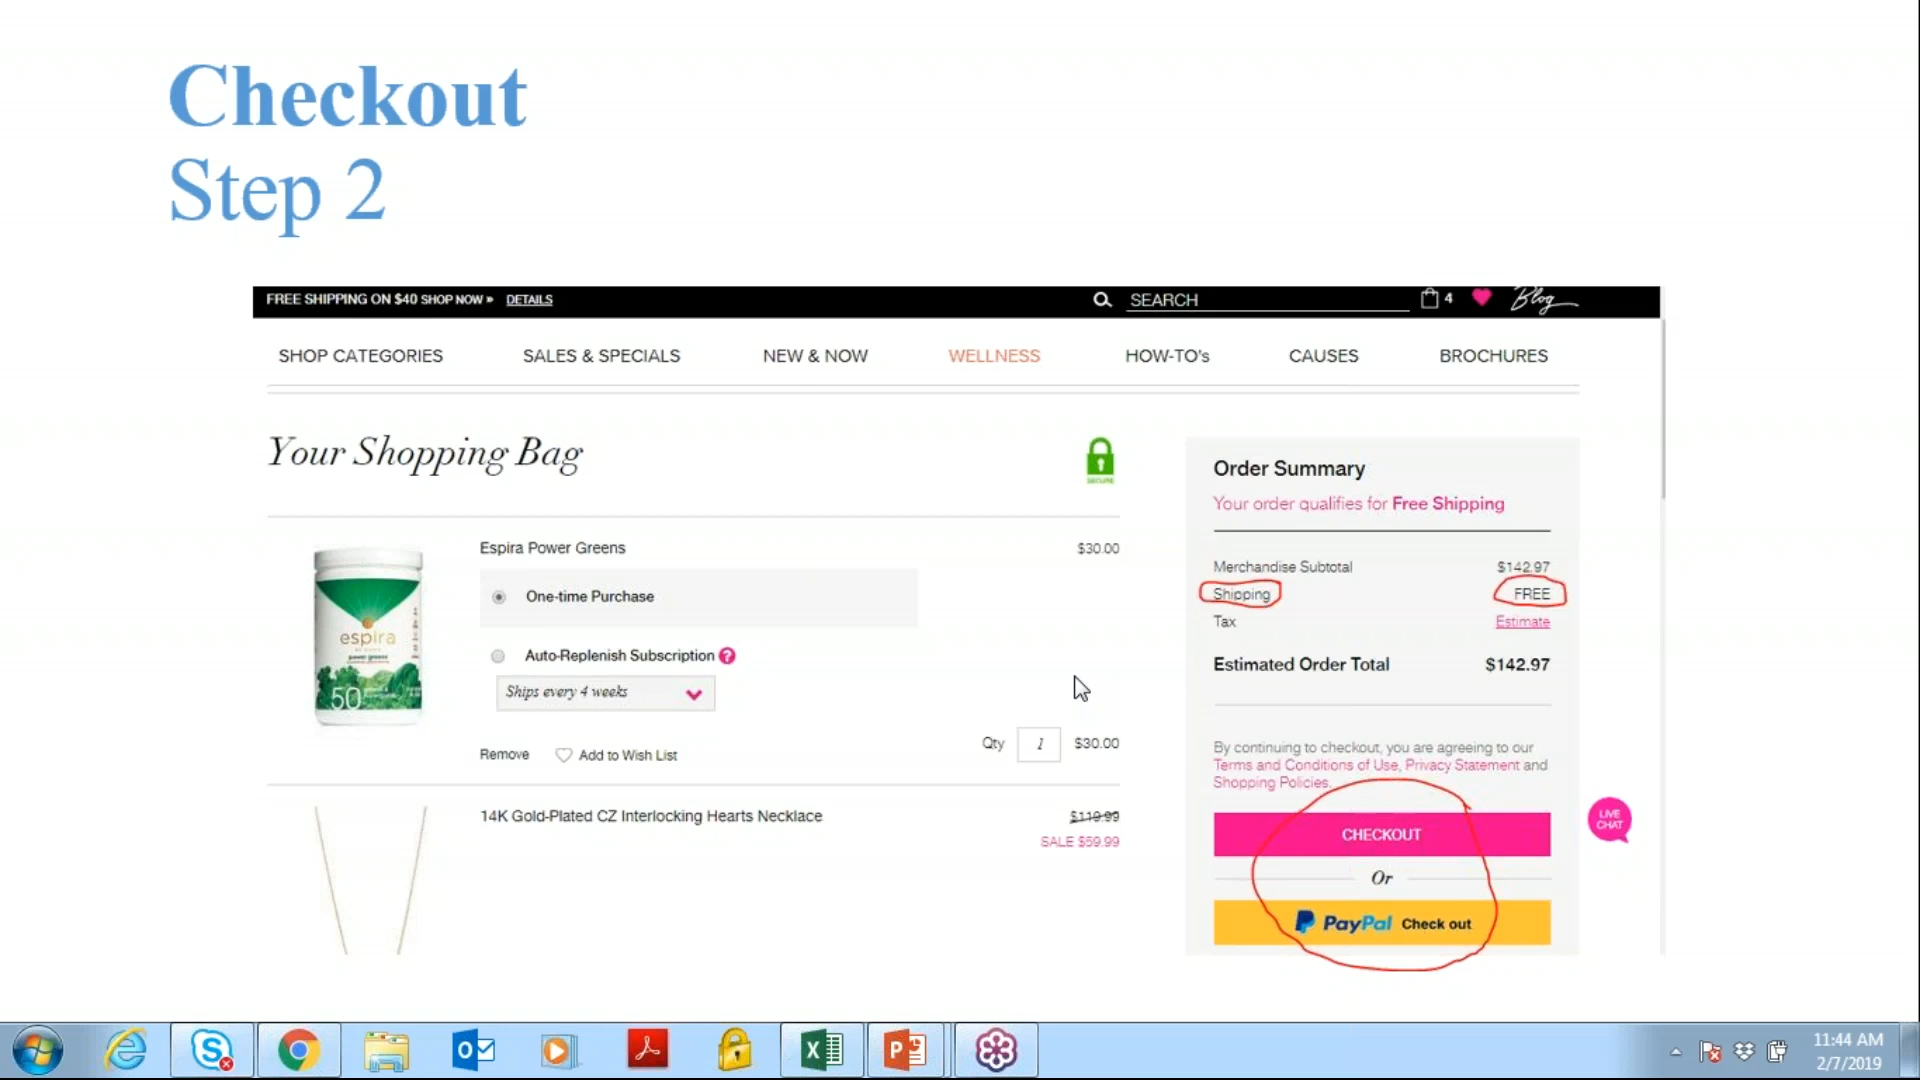 Checkout
Step 2
FREE SHIPPING ON $40 SHOP NOW » DETAILS
SEARCH
4
Blog
SHOP CATEGORIES
SALES & SPECIALS
NEW & NOW
WELLNESS
HOW-TO's
CAUSES
BROCHURES
Your Shopping Bag
SECURE
Espira Power Greens
$30.00
One-time Purchase
Auto-Replenish Subscription ?
Ships every 4 weeks
Remove
Add to Wish List
Qty 1 $30.00
espira
power greens
50
14K Gold-Plated CZ Interlocking Hearts Necklace
$119.99
SALE $59.99
Order Summary
Your order qualifies for Free Shipping
Merchandise Subtotal $142.97
Shipping FREE
Tax Estimate
Estimated Order Total $142.97
By continuing to checkout, you are agreeing to our
Terms and Conditions of Use, Privacy Statement and
Shopping Policies.
CHECKOUT
Or
PayPal Check out
LIVE
CHAT
11:44 AM
2/7/2019